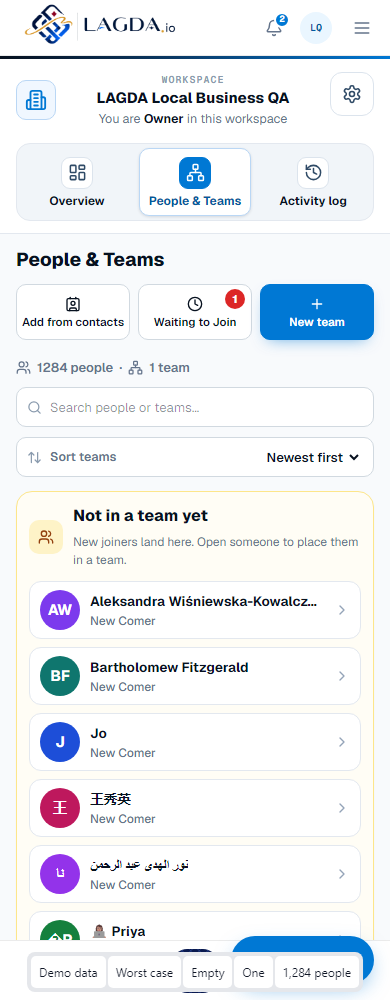 LAGDA.io
2
LQ
WORKSPACE
LAGDA Local Business QA
You are Owner in this workspace
Overview
People & Teams
Activity log
People & Teams
Add from contacts
1
Waiting to Join
New team
1284 people · 1 team
Search people or teams...
Sort teams
Newest first
Not in a team yet
New joiners land here. Open someone to place them
in a team.
AW
Aleksandra Wiśniewska-Kowalcz...
New Comer
BF
Bartholomew Fitzgerald
New Comer
J
Jo
New Comer
王
王秀英
New Comer
نور الهدى عبد الرحمن
New Comer
Priya
Demo data
Worst case
Empty
One
1,284 people